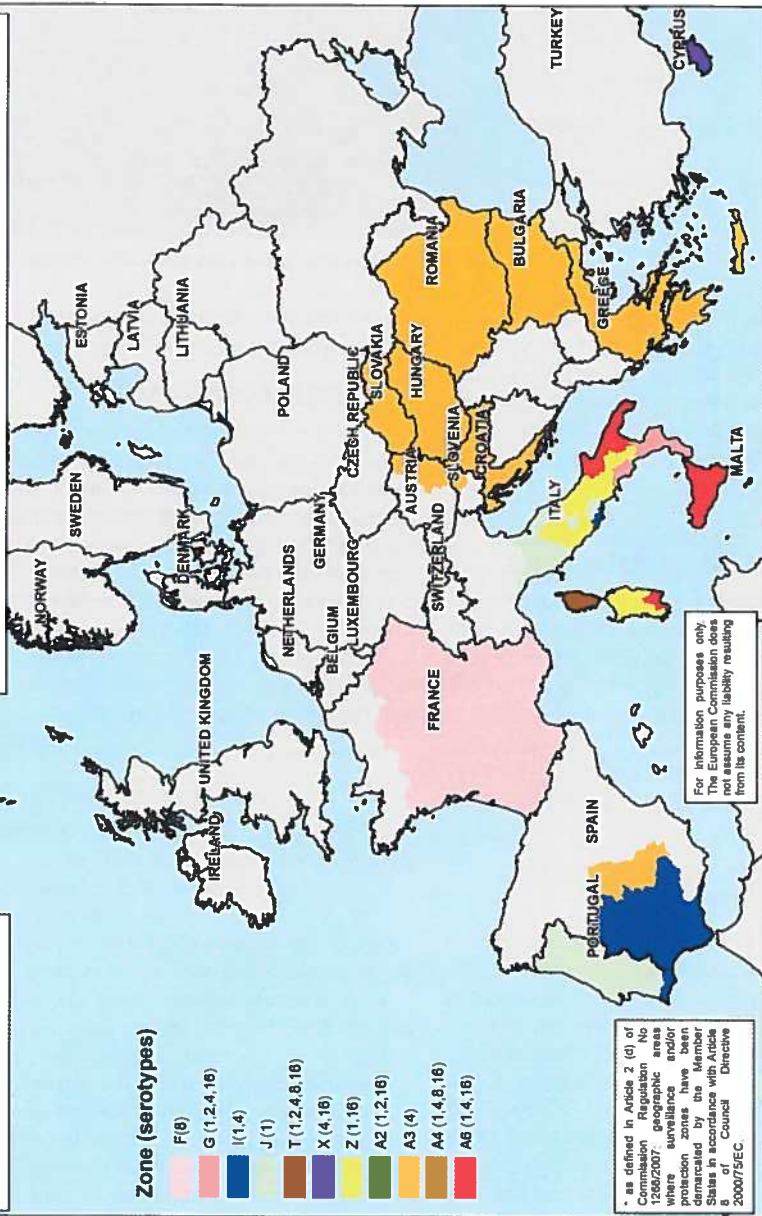 NORWAY
SWEDEN
ESTONIA
LATVIA
LITHUANIA
DENMARK
UNITED KINGDOM
IRELAND
NETHERLANDS
BELGIUM
LUXEMBOURG
GERMANY
POLAND
CZECH REPUBLIC
SLOVAKIA
AUSTRIA
HUNGARY
SLOVENIA
CROATIA
ROMANIA
BULGARIA
SWITZERLAND
FRANCE
ITALY
GREECE
TURKEY
CYPRUS
MALTA
PORTUGAL
SPAIN
Zone (serotypes)
F(8)
G (1,2,4,16)
I(1,4)
J (1)
T (1,2,4,8,16)
X (4,16)
Z (1,16)
A2 (1,2,16)
A3 (4)
A4 (1,4,8,16)
A6 (1,4,16)
* as defined in Article 2 (d) of
Commission Regulation No
1266/2007: geographic areas
where surveillance and/or
protection zones have been
demarcated by the Member
States in accordance with Article
8 of Council Directive
2000/75/EC.
For information purposes only.
The European Commission does
not assume any liability resulting
from its content.